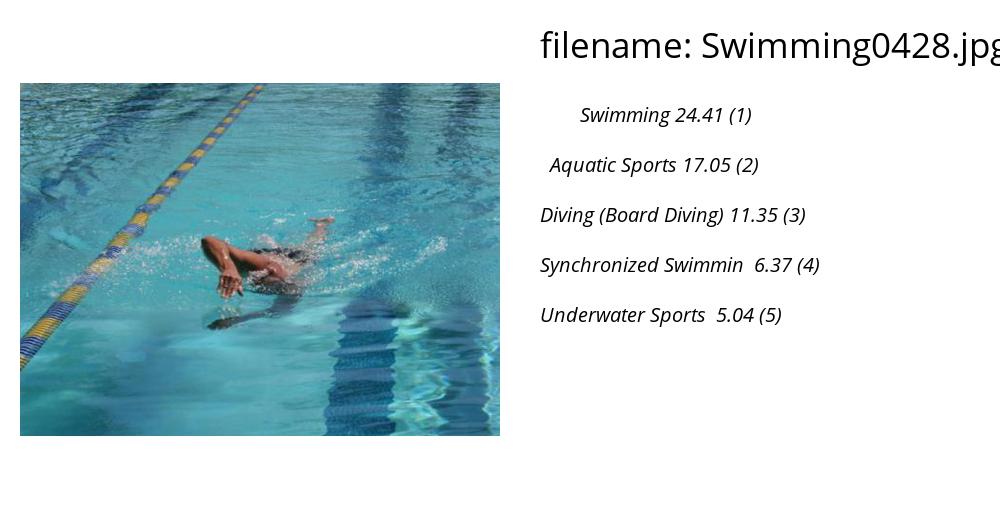 filename: Swimming0428.jpg
Swimming 24.41 (1)
Aquatic Sports 17.05 (2)
Diving (Board Diving) 11.35 (3)
Synchronized Swimmin 6.37 (4)
Underwater Sports 5.04 (5)